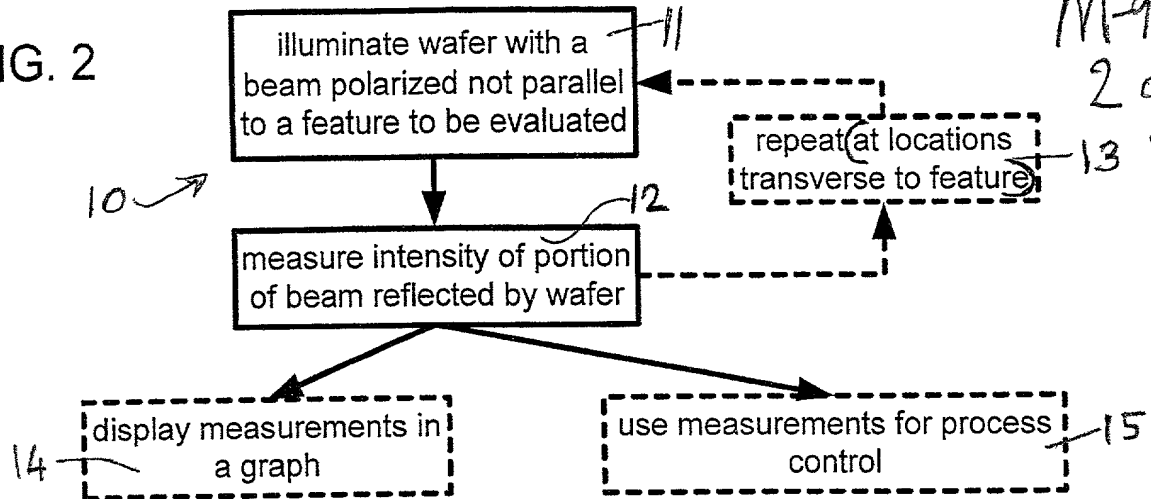 IG. 2
illuminate wafer with a
beam polarized not parallel
to a feature to be evaluated
11
2
10
repeat (at locations
transverse to feature)
13
12
measure intensity of portion
of beam reflected by wafer
display measurements in
a graph
14
use measurements for process
control
15